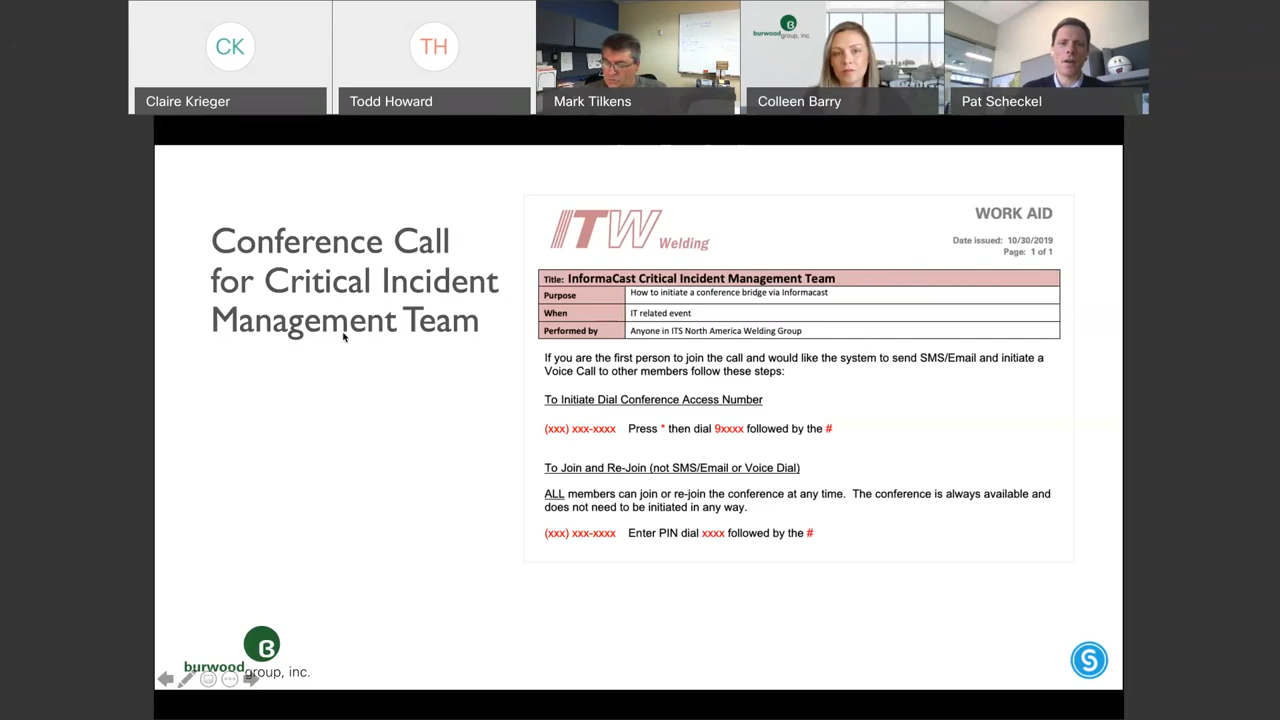 CK
TH
burwoodgroup, inc.
Claire Krieger
Todd Howard
Mark Tilkens
Colleen Barry
Pat Scheckel
Conference Call
for Critical Incident
Management Team
ITW Welding
WORK AID
Date issued: 10/30/2019
Page: 1 of 1
Title: InformaCast Critical Incident Management Team
Purpose How to initiate a conference bridge via Informacast
When IT related event
Performed by Anyone in ITS North America Welding Group
If you are the first person to join the call and would like the system to send SMS/Email and initiate a
Voice Call to other members follow these steps:
To Initiate Dial Conference Access Number
(xxx) xxx-xxxx Press * then dial 9xxxx followed by the #
To Join and Re-Join (not SMS/Email or Voice Dial)
ALL members can join or re-join the conference at any time. The conference is always available and
does not need to be initiated in any way.
(xxx) xxx-xxxx Enter PIN dial xxxx followed by the #
burwoodgroup, inc.
S